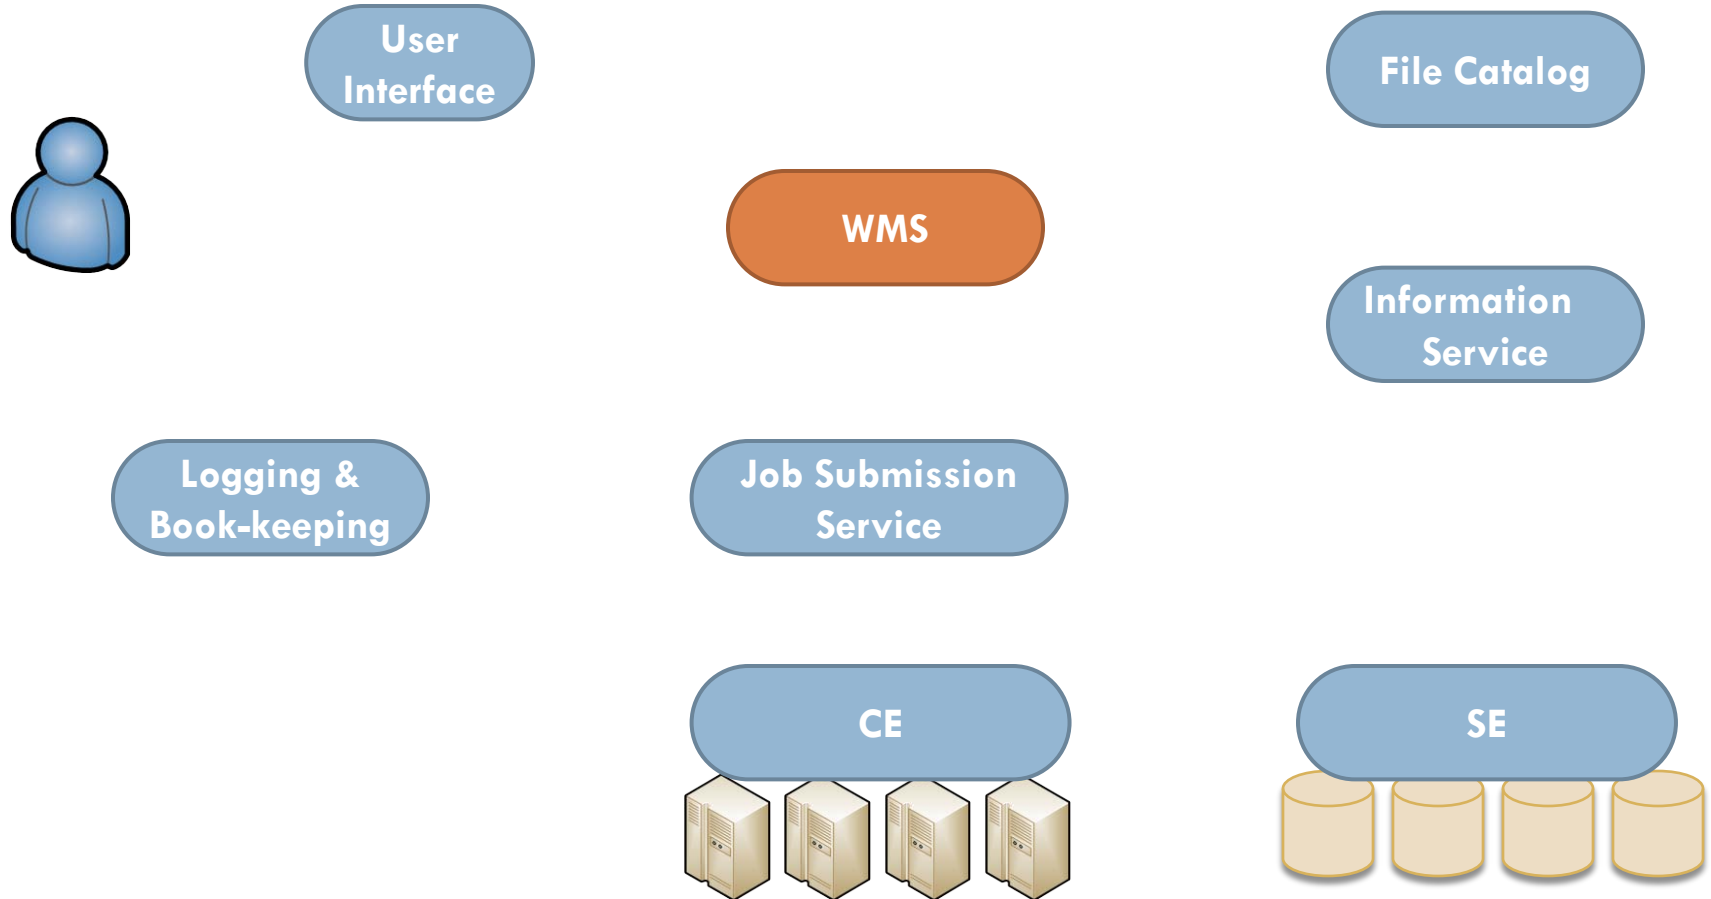 User
Interface
File Catalog
WMS
Information
Service
Logging &
Book-keeping
Job Submission
Service
CE
SE